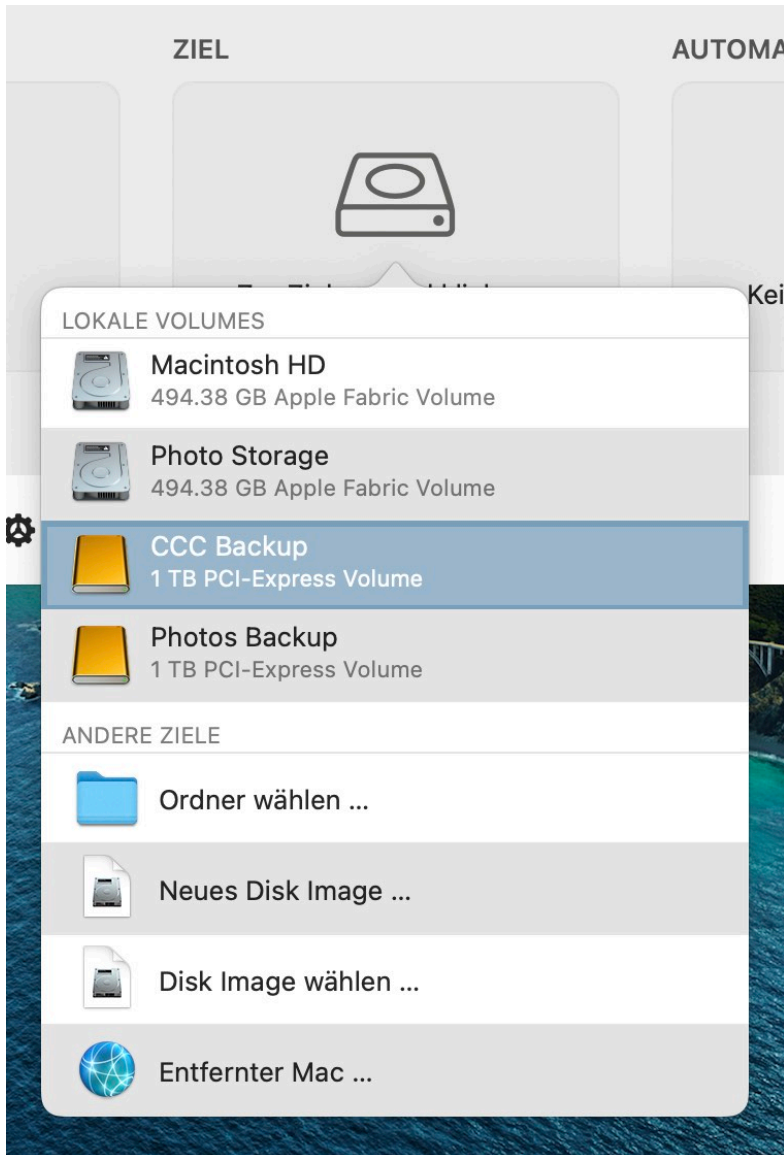 ZIEL
AUTOMA
Kei
LOKALE VOLUMES
Macintosh HD
494.38 GB Apple Fabric Volume
Photo Storage
494.38 GB Apple Fabric Volume
CCC Backup
1 TB PCI-Express Volume
Photos Backup
1 TB PCI-Express Volume
ANDERE ZIELE
Ordner wählen ...
Neues Disk Image ...
Disk Image wählen ...
Entfernter Mac ...